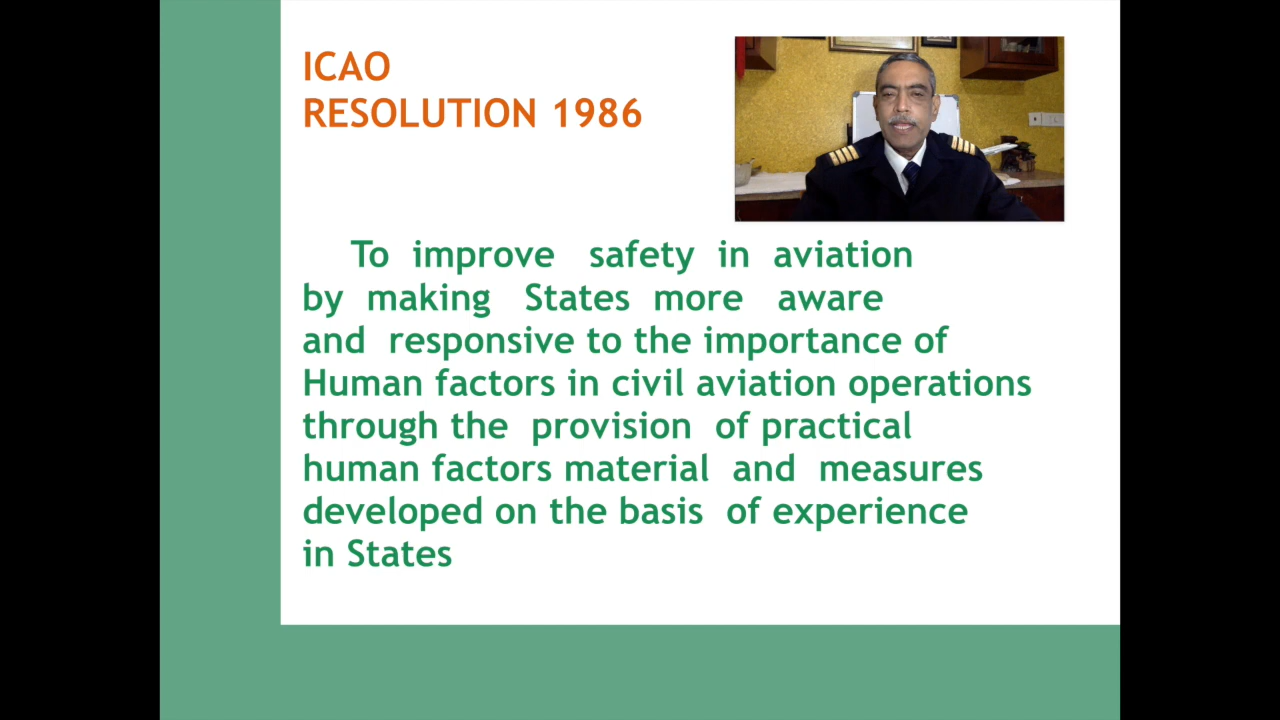 ICAO
RESOLUTION 1986
To improve safety in aviation
by making States more aware
and responsive to the importance of
Human factors in civil aviation operations
through the provision of practical
human factors material and measures
developed on the basis of experience
in States